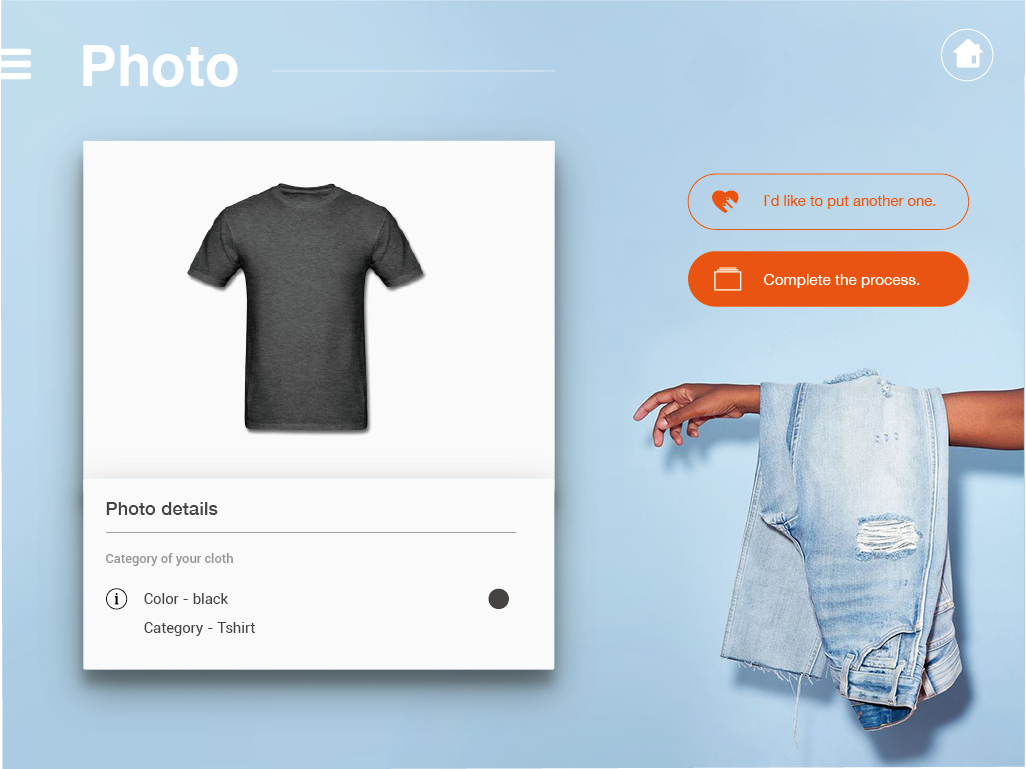 Photo
I`d like to put another one.
Complete the process.
Photo details
Category of your cloth
i
Color - black
Category - Tshirt